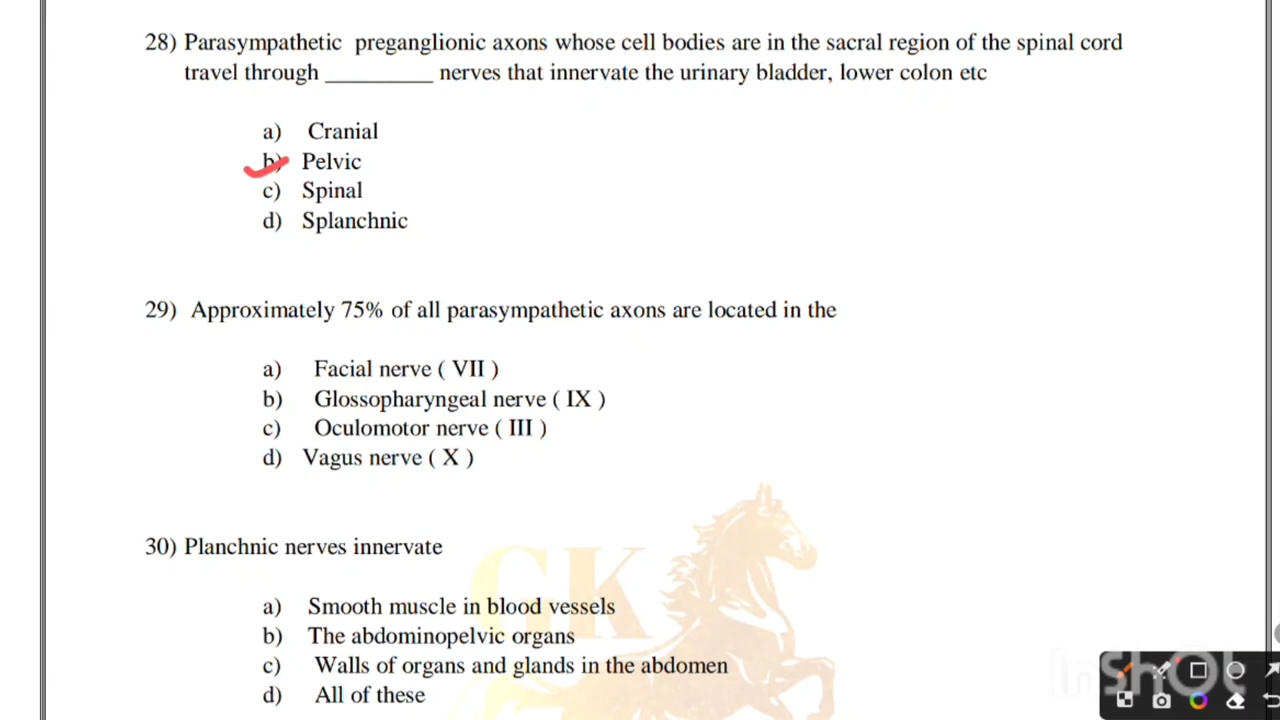 28) Parasympathetic preganglionic axons whose cell bodies are in the sacral region of the spinal cord
travel through _________ nerves that innervate the urinary bladder, lower colon etc
a) Cranial
b) Pelvic
c) Spinal
d) Splanchnic
29) Approximately 75% of all parasympathetic axons are located in the
a) Facial nerve ( VII )
b) Glossopharyngeal nerve ( IX )
c) Oculomotor nerve ( III )
d) Vagus nerve ( X )
30) Planchnic nerves innervate
a) Smooth muscle in blood vessels
b) The abdominopelvic organs
c) Walls of organs and glands in the abdomen
d) All of these
GK
InShOt